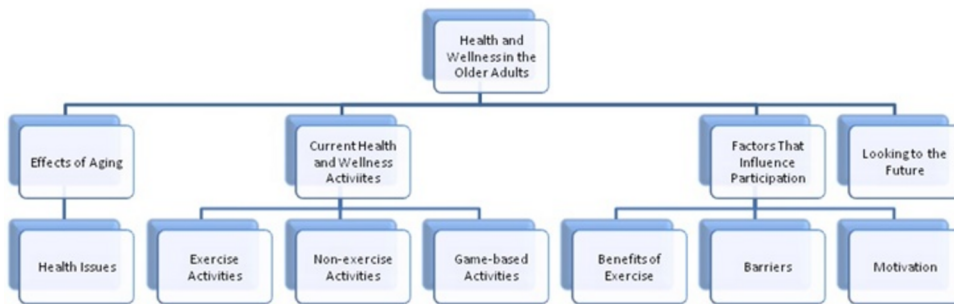 Health and
Wellness in the
Older Adults
Effects of Aging
Current Health
and Wellness
Activiites
Factors That
Influence
Participation
Looking to the
Future
Health Issues
Exercise
Activities
Non-exercise
Activities
Game-based
Activities
Benefits of
Exercise
Barriers
Motivation